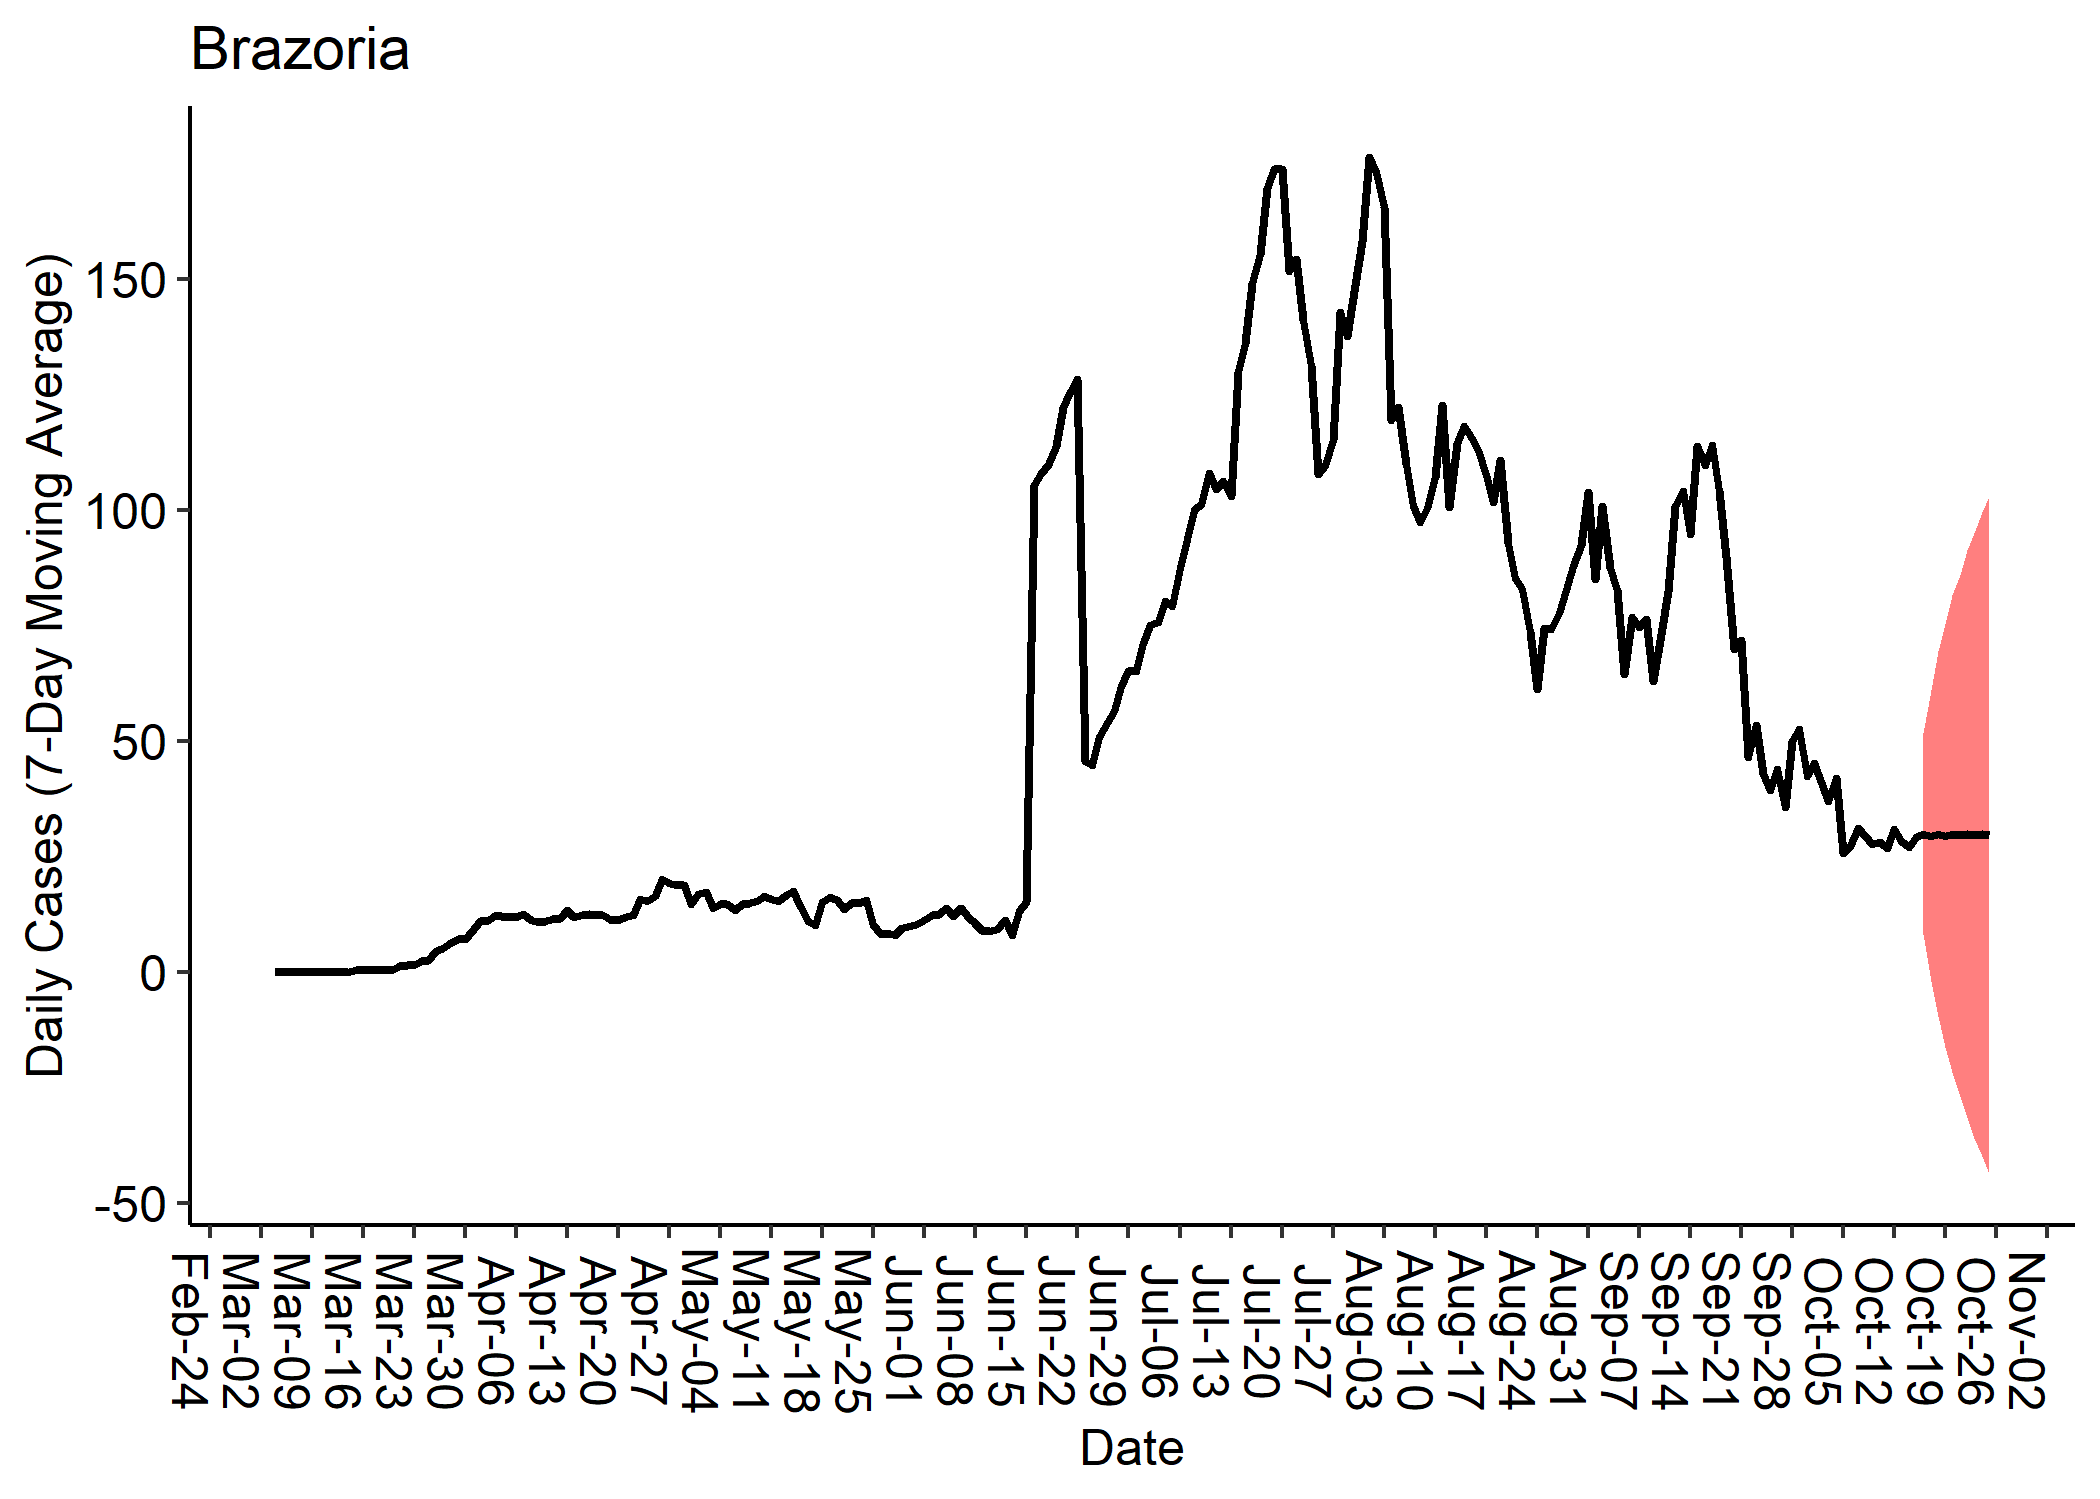 Brazoria
Daily Cases (7-Day Moving Average)
150
100
50
0
-50
Feb-24
Mar-02
Mar-09
Mar-16
Mar-23
Mar-30
Apr-06
Apr-13
Apr-20
Apr-27
May-04
May-11
May-18
May-25
Jun-01
Jun-08
Jun-15
Jun-22
Jun-29
Jul-06
Jul-13
Jul-20
Jul-27
Aug-03
Aug-10
Aug-17
Aug-24
Aug-31
Sep-07
Sep-14
Sep-21
Sep-28
Oct-05
Oct-12
Oct-19
Oct-26
Nov-02
Date